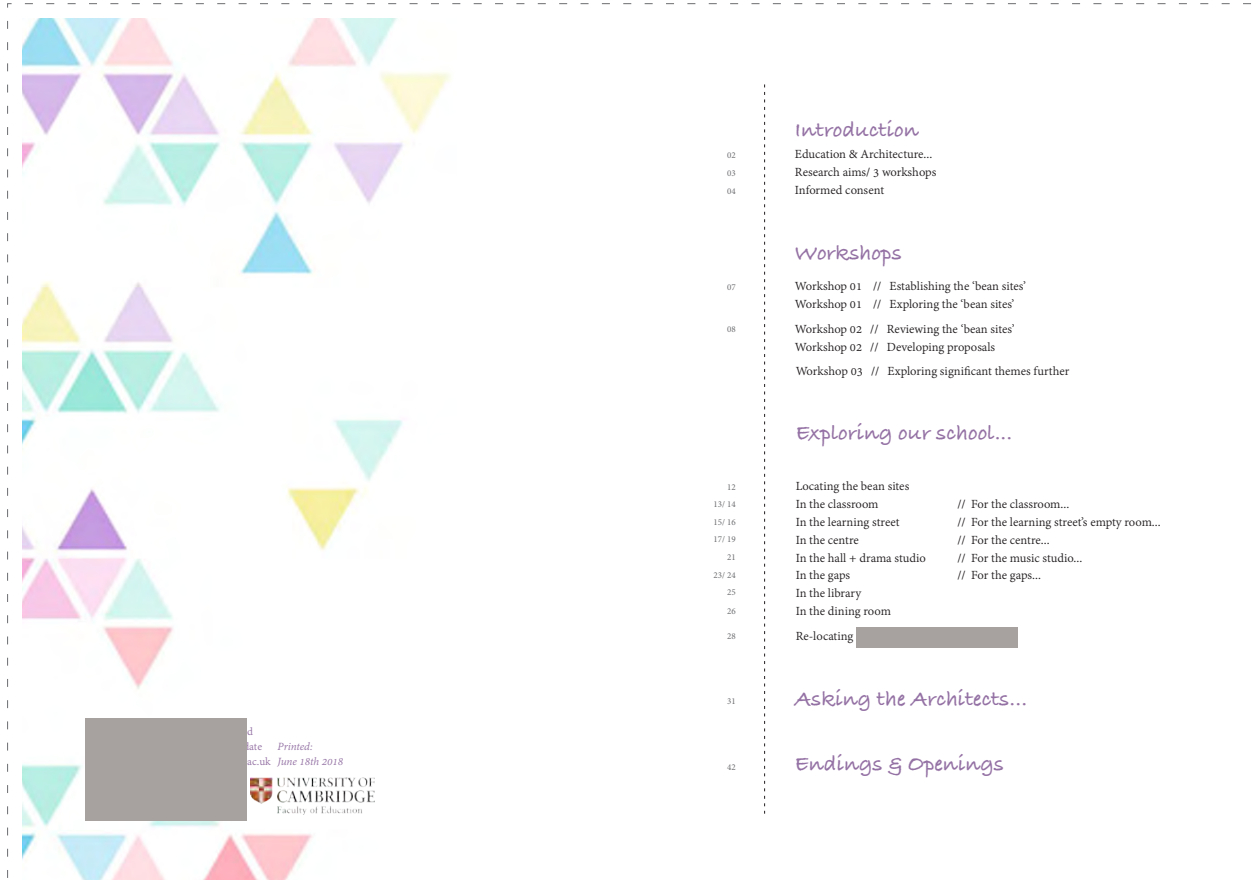 Printed:
ac.uk June 18th 2018
UNIVERSITY OF
CAMBRIDGE
Faculty of Education
Introduction
02 Education & Architecture...
03 Research aims/ 3 workshops
04 Informed consent
Workshops
07 Workshop 01 // Establishing the ‘bean sites’
Workshop 01 // Exploring the ‘bean sites’
08 Workshop 02 // Reviewing the ‘bean sites’
Workshop 02 // Developing proposals
Workshop 03 // Exploring significant themes further
Exploring our school...
12 Locating the bean sites
13/ 14 In the classroom // For the classroom...
15/ 16 In the learning street // For the learning street's empty room...
17/ 19 In the centre // For the centre...
21 In the hall + drama studio // For the music studio...
23/ 24 In the gaps // For the gaps...
25 In the library
26 In the dining room
28 Re-locating
31 Asking the Architects...
42 Endings & Openings